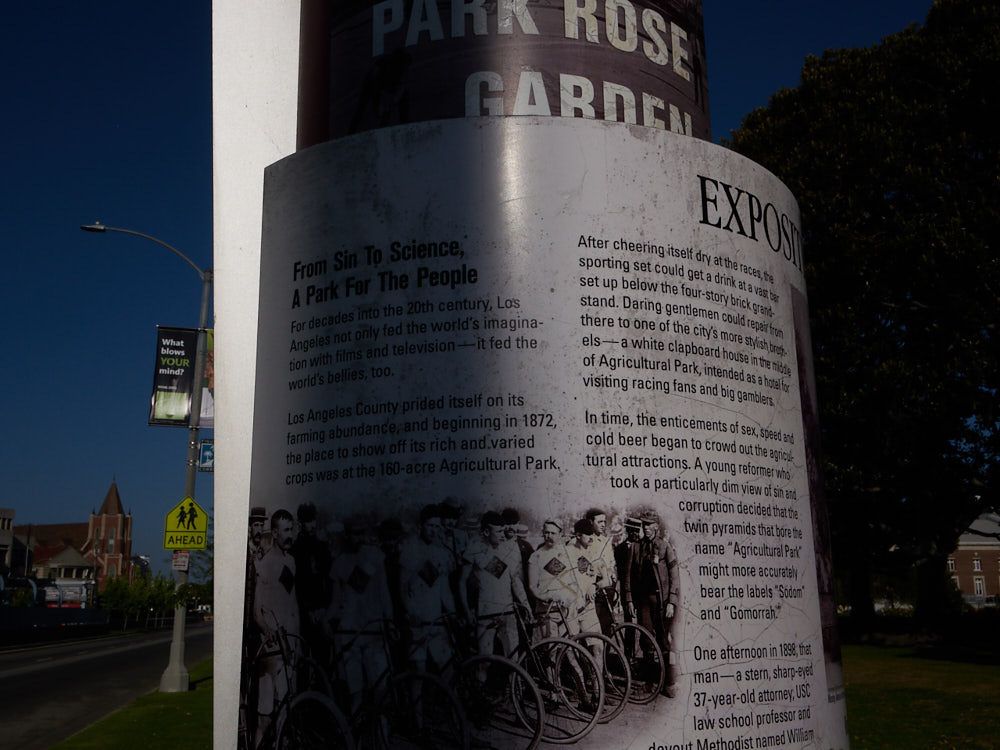 PARK ROSE
GARDEN
EXPOSIT
From Sin To Science,
A Park For The People
For decades into the 20th century, Los
Angeles not only fed the world's imagina-
tion with films and television—it fed the
world's bellies, too.
Los Angeles County prided itself on its
farming abundance, and beginning in 1872,
the place to show off its rich and varied
crops was at the 160-acre Agricultural Park.
After cheering itself dry at the races, the
sporting set could get a drink at a vast bar
set up below the four-story brick grand-
stand. Daring gentlemen could repair from
there to one of the city's more stylish broth-
els—a white clapboard house in the middle
of Agricultural Park, intended as a hotel for
visiting racing fans and big gamblers.
In time, the enticements of sex, speed and
cold beer began to crowd out the agricul-
tural attractions. A young reformer who
took a particularly dim view of sin and
corruption decided that the
twin pyramids that bore the
name "Agricultural Park"
might more accurately
bear the labels "Sodom"
and "Gomorrah."
One afternoon in 1898, that
man—a stern, sharp-eyed
37-year-old attorney, USC
law school professor and
devout Methodist named William
What
blows
YOUR
mind?
AHEAD